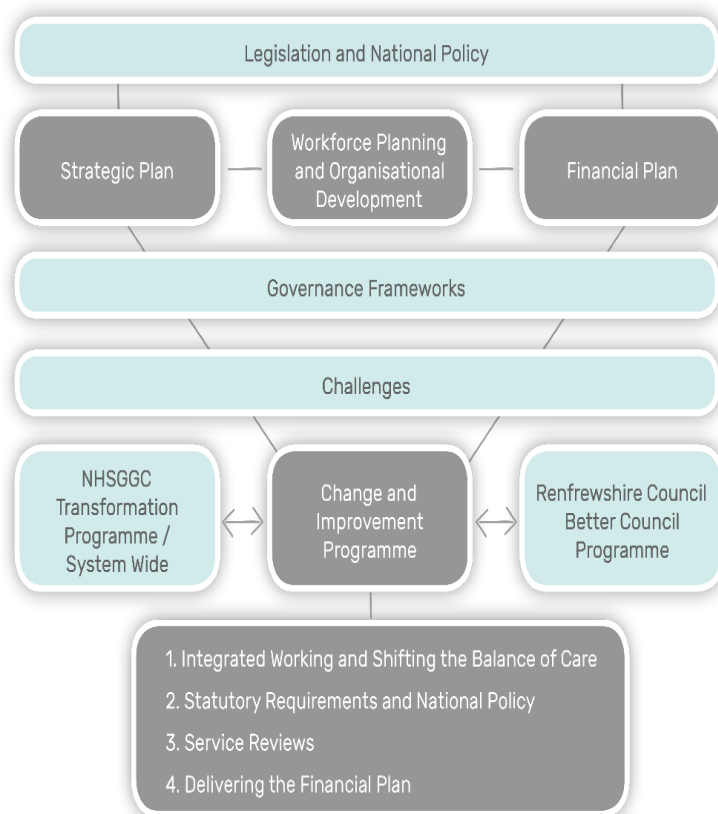 Legislation and National Policy
Strategic Plan
Workforce Planning
and Organisational
Development
Financial Plan
Governance Frameworks
Challenges
NHSGGC
Transformation
Programme /
System Wide
Change and
Improvement
Programme
Renfrewshire Council
Better Council
Programme
1. Integrated Working and Shifting the Balance of Care
2. Statutory Requirements and National Policy
3. Service Reviews
4. Delivering the Financial Plan